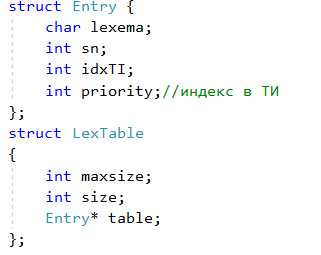 struct Entry {
    char lexema;
    int sn;
    int idxTI;
    int priority;//индекс в ТИ
};
struct LexTable
{
    int maxsize;
    int size;
    Entry* table;
};